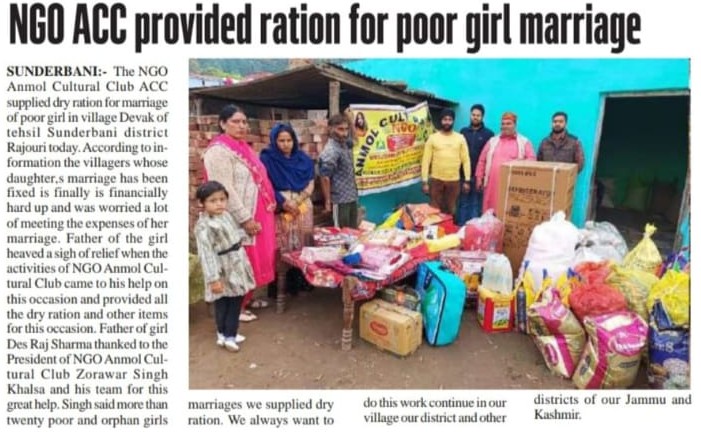 NGO ACC provided ration for poor girl marriage
SUNDERBANI:- The NGO
Anmol Cultural Club ACC
supplied dry ration for marriage
of poor girl in village Devak of
tehsil Sunderbani district
Rajouri today. According to in-
formation the villagers whose
daughter,s marriage has been
fixed is finally is financially
hard up and was worried a lot
of meeting the expenses of her
marriage. Father of the girl
heaved a sigh of relief when the
activities of NGO Anmol Cul-
tural Club came to his help on
this occasion and provided all
the dry ration and other items
for this occasion. Father of girl
Des Raj Sharma thanked to the
President of NGO Anmol Cul-
tural Club Zorawar Singh
Khalsa and his team for this
great help. Singh said more than
twenty poor and orphan girls
marriages we supplied dry
ration. We always want to
do this work continue in our
village our district and other
districts of our Jammu and
Kashmir.
ANMOL CULTURAL
NGO